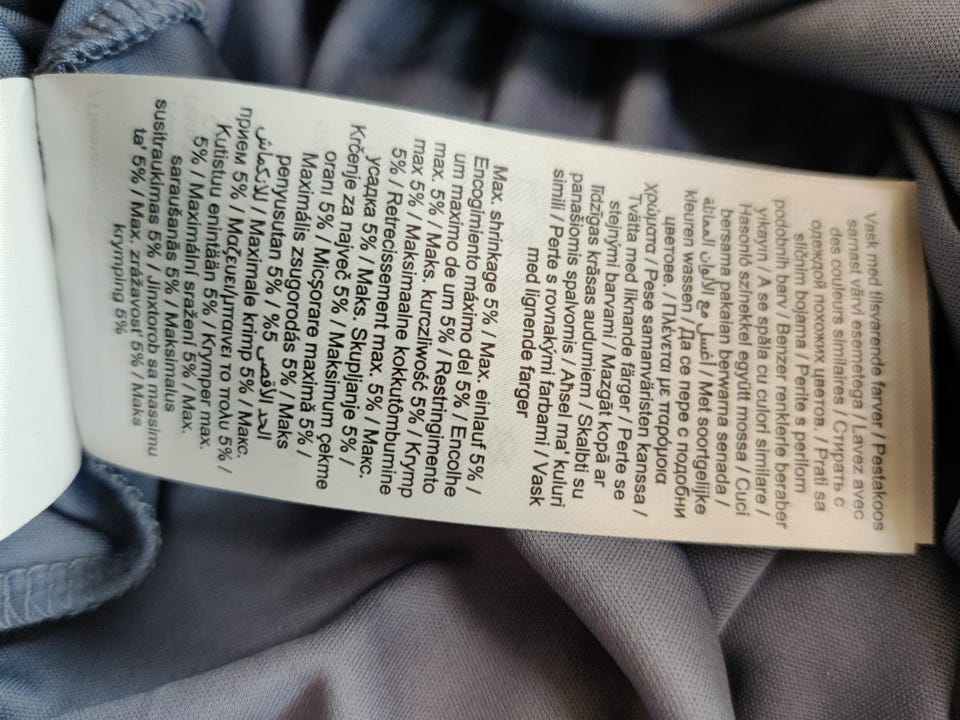 Vask med tilsvarende farver / Pestakoos
samast värvi esemetega / Lavez avec
des couleurs similaires / Стирать с
одеждой похожих цветов. / Prati sa
sličnim bojama / Perite s perilom
podobnih barv / Benzer renklerle beraber
yıkayın / A se spăla cu culori similare /
Hasonló színekkel együtt mossa / Cuci
bersama pakaian berwarna senada /
اغسل مع الألوان المماثلة / Met soortgelijke
kleuren wassen / Да се пере с подобни
цветове. / Πλένεται με παρόμοια
χρώματα / Pese samanväristen kanssa /
Tvätta med liknande färger / Perte se
stejnými barvami / Mazgāt kopā ar
līdzīgas krāsas audumiem / Skalbti su
panašiomis spalvomis / Aħsel ma' kuluri
simili / Perte s rovnakými farbami / Vask
med lignende farger
Max. shrinkage 5% / Max. einlauf 5% /
Encogimiento máximo del 5% / Encolhe
um maximo de um 5% / Restringimento
max. 5% / Maks. kurczliwość 5% / Krymp
max 5% / Maksimaalne kokkutõmbumine
5% / Retrecissement max. 5% / Макс.
усадка 5% / Maks. Skupljanje 5% /
Krčenje za največ 5% / Maksimum çekme
oranı 5% / Micșorare maximă 5% /
Maximális zsugorodás 5% / Maks
penyusutan 5% / الحد الأقصى 5%
للانكماش / Maximale krimp 5% / Макс.
прием 5% / Μαζευει/μπαινει το πολυ 5% /
Kutistuu enintään 5% / Krymper max.
5% / Maximální sražení 5% / Max.
saraušanās 5% / Maksimalus
susitraukimas 5% / Jinxtorob sa massimu
ta' 5% / Max. zrážavosť 5% / Maks
krymping 5%